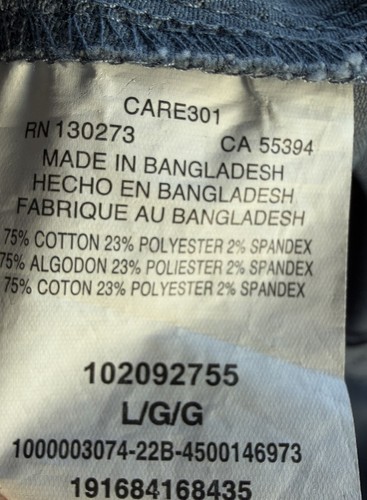 CARE301
RN 130273 CA 55394
MADE IN BANGLADESH
HECHO EN BANGLADESH
FABRIQUE AU BANGLADESH
75% COTTON 23% POLYESTER 2% SPANDEX
75% ALGODON 23% POLIESTER 2% SPANDEX
75% COTON 23% POLYESTER 2% SPANDEX
102092755
L/G/G
1000003074-22B-4500146973
191684168435